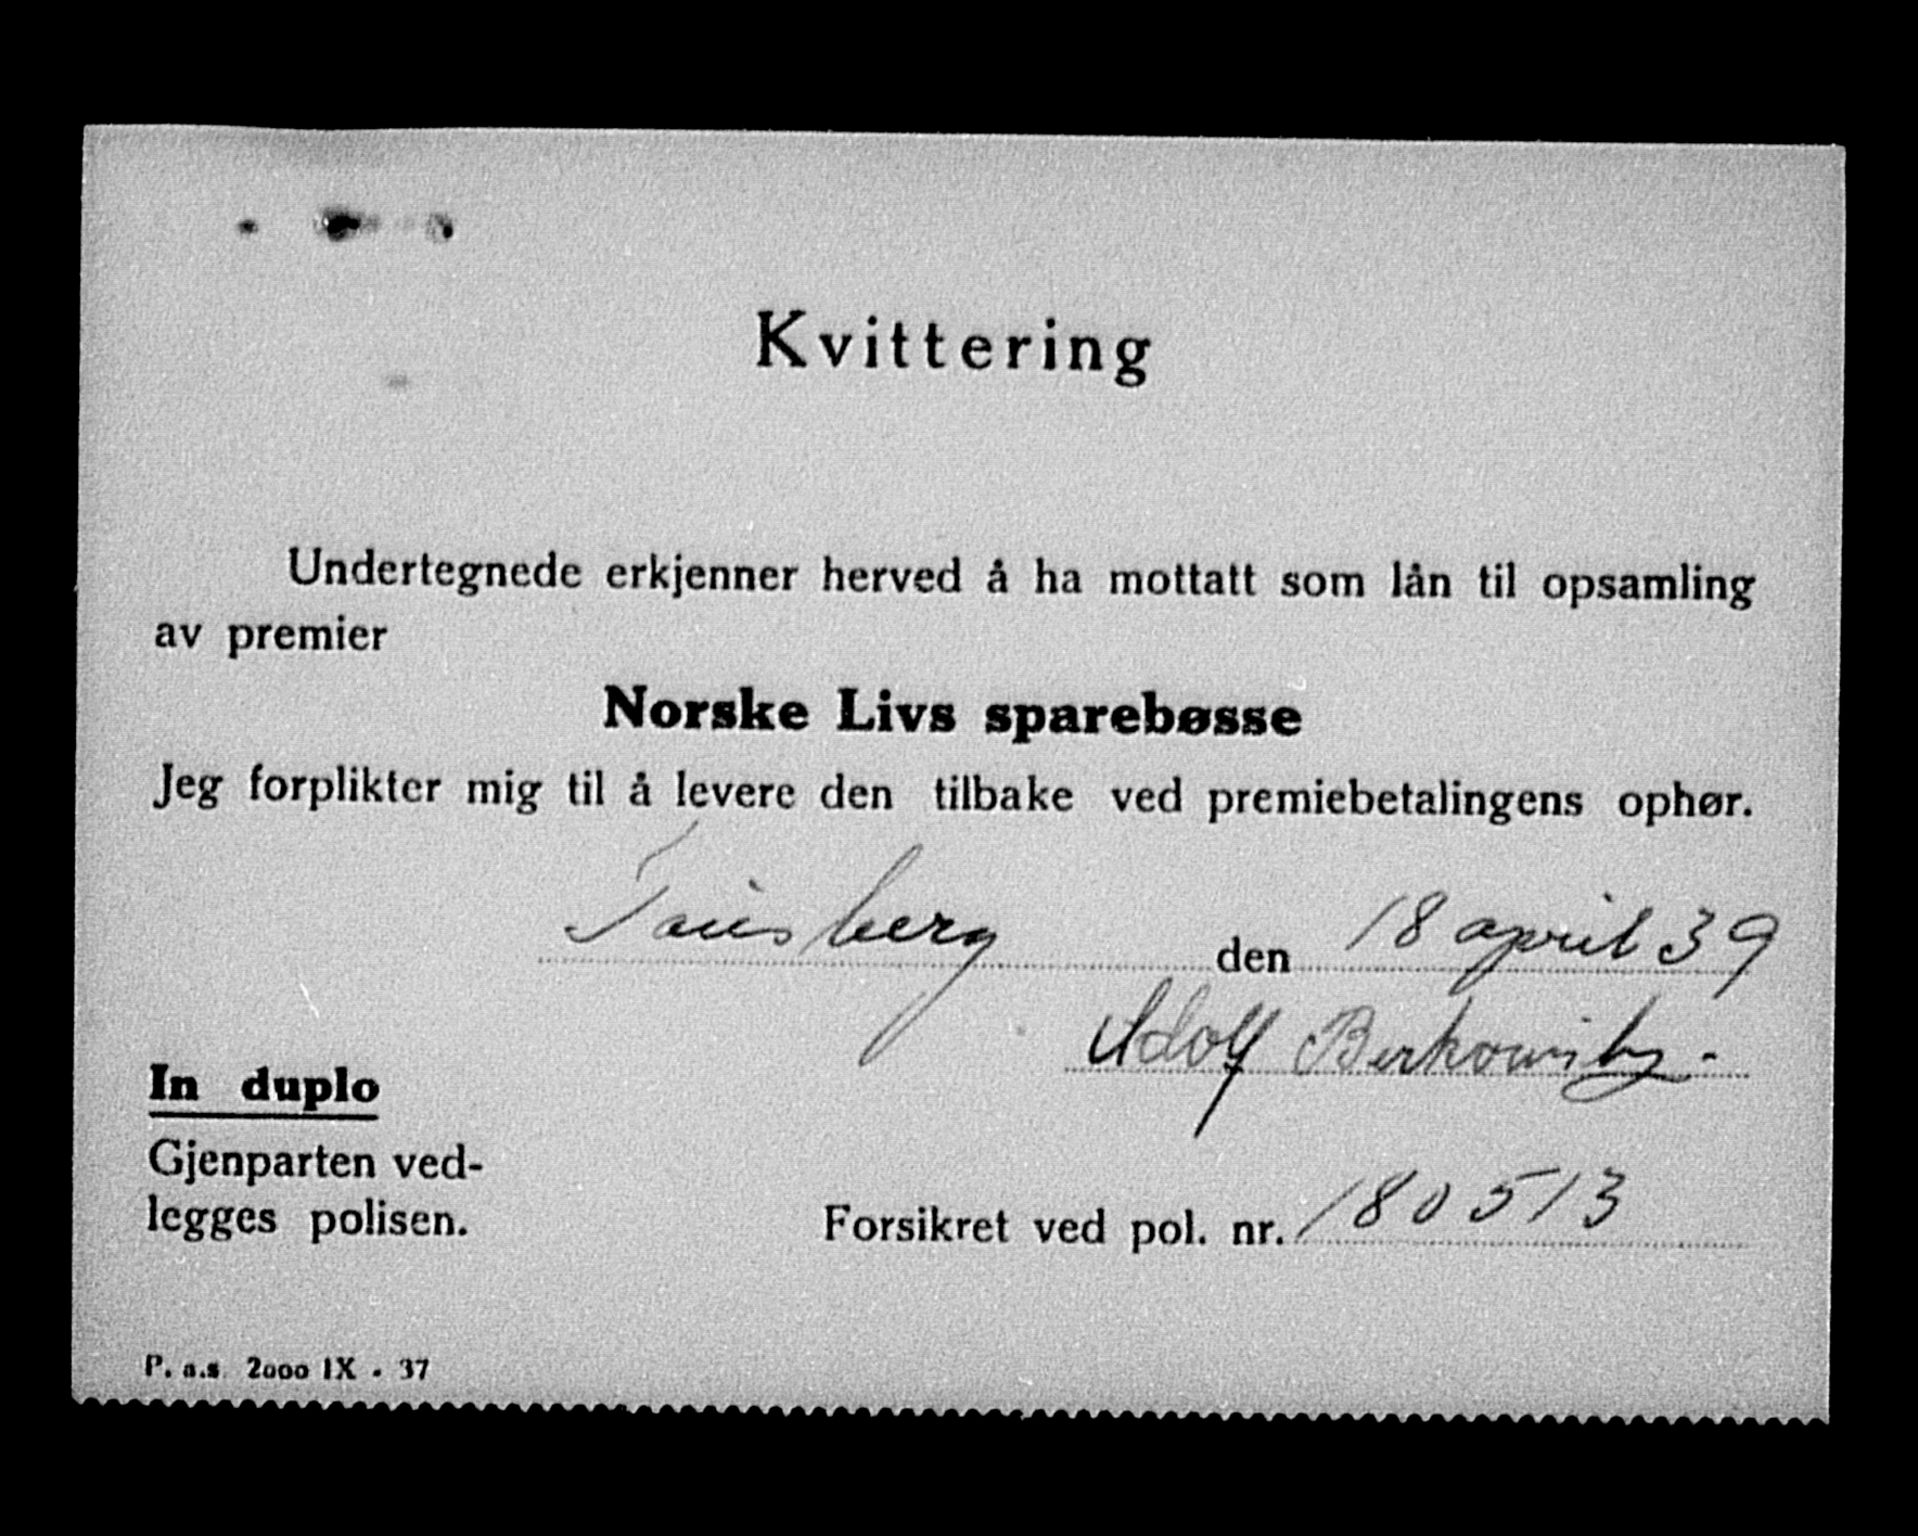 Kvittering
Undertegnede erkjenner herved å ha mottatt som lån til opsamling
av premier
Norske Livs sparebøsse
Jeg forplikter mig til å levere den tilbake ved premiebetalingens ophør.
Tønsberg den 18 april 39
Adolf Berkowitz.
In duplo
Gjenparten ved-
legges polisen.
Forsikret ved pol. nr. 180513
P. a.s. 2000 IX - 37